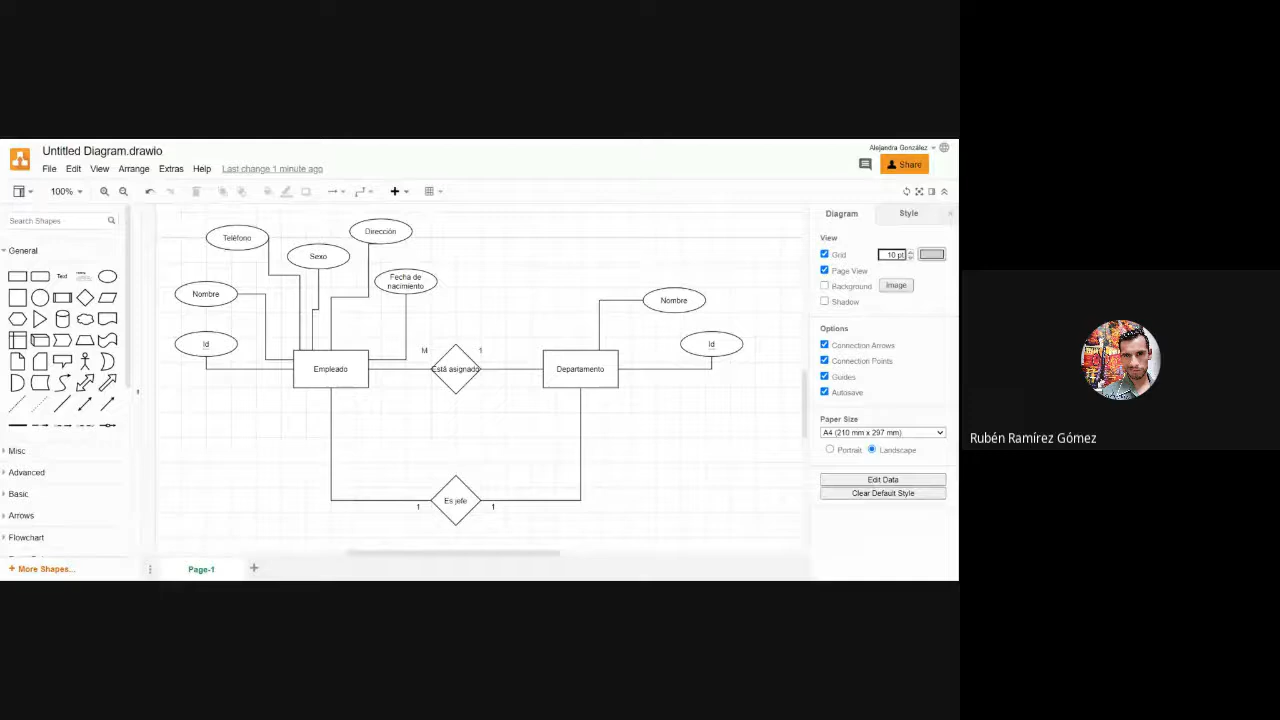 Untitled Diagram.drawio
Alejandra González
File Edit View Arrange Extras Help Last change 1 minute ago
Share
100%
Search Shapes
General
Text
Misc
Advanced
Basic
Arrows
Flowchart
+ More Shapes...
Page-1
Teléfono
Sexo
Dirección
Fecha de
nacimiento
Nombre
Id
Empleado
M
Está asignado
1
Departamento
Nombre
Id
1
Es jefe
1
Diagram
Style
View
Grid
10 pt
Page View
Background
Image
Shadow
Options
Connection Arrows
Connection Points
Guides
Autosave
Paper Size
A4 (210 mm x 297 mm)
Portrait Landscape
Edit Data
Clear Default Style
Rubén Ramírez Gómez